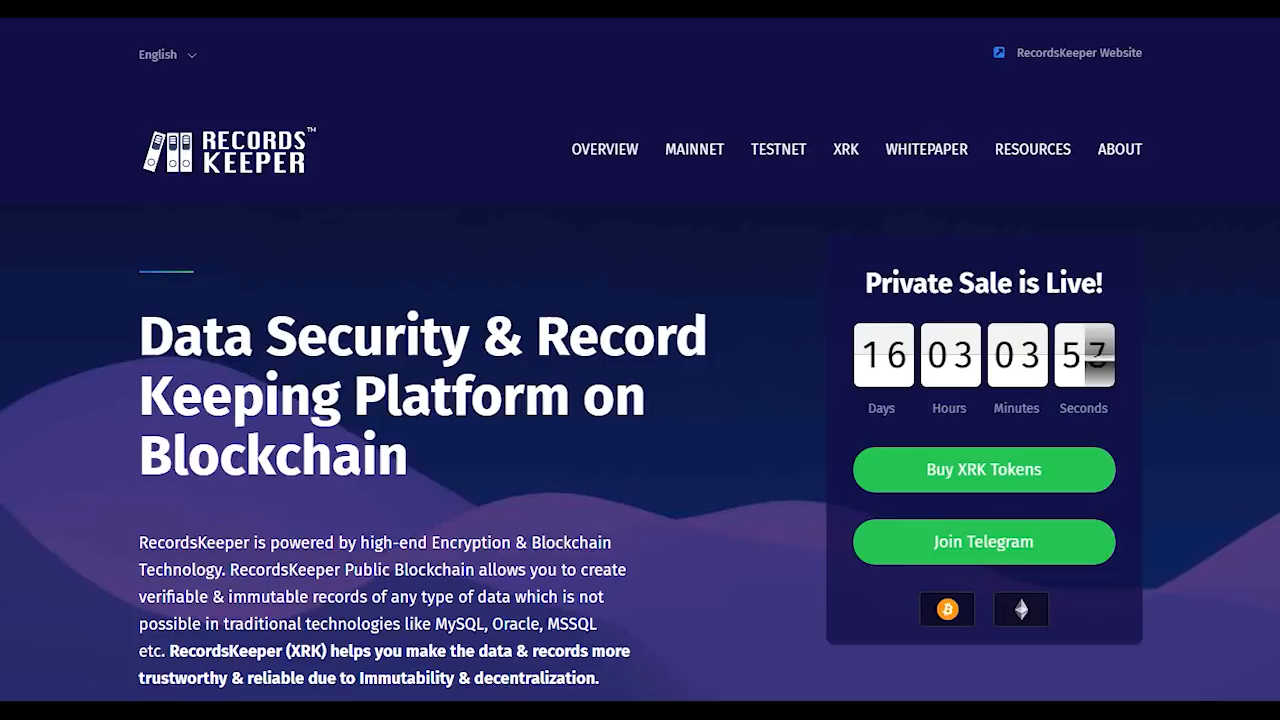 English
RecordsKeeper Website
RECORDS™
KEEPER
OVERVIEW MAINNET TESTNET XRK WHITEPAPER RESOURCES ABOUT
Data Security & Record
Keeping Platform on
Blockchain
RecordsKeeper is powered by high-end Encryption & Blockchain
Technology. RecordsKeeper Public Blockchain allows you to create
verifiable & immutable records of any type of data which is not
possible in traditional technologies like MySQL, Oracle, MSSQL
etc. RecordsKeeper (XRK) helps you make the data & records more
trustworthy & reliable due to Immutability & decentralization.
Private Sale is Live!
16 03 03 5
Days Hours Minutes Seconds
Buy XRK Tokens
Join Telegram